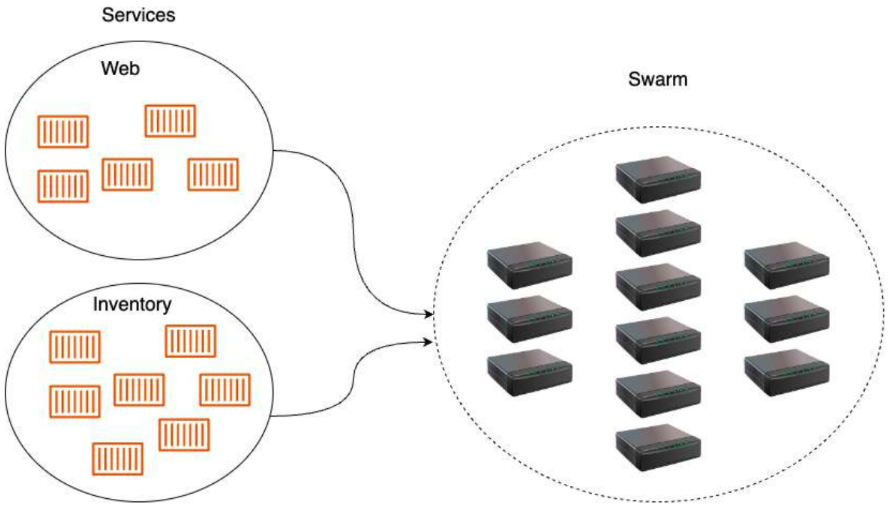 Services
Web
Swarm
Inventory